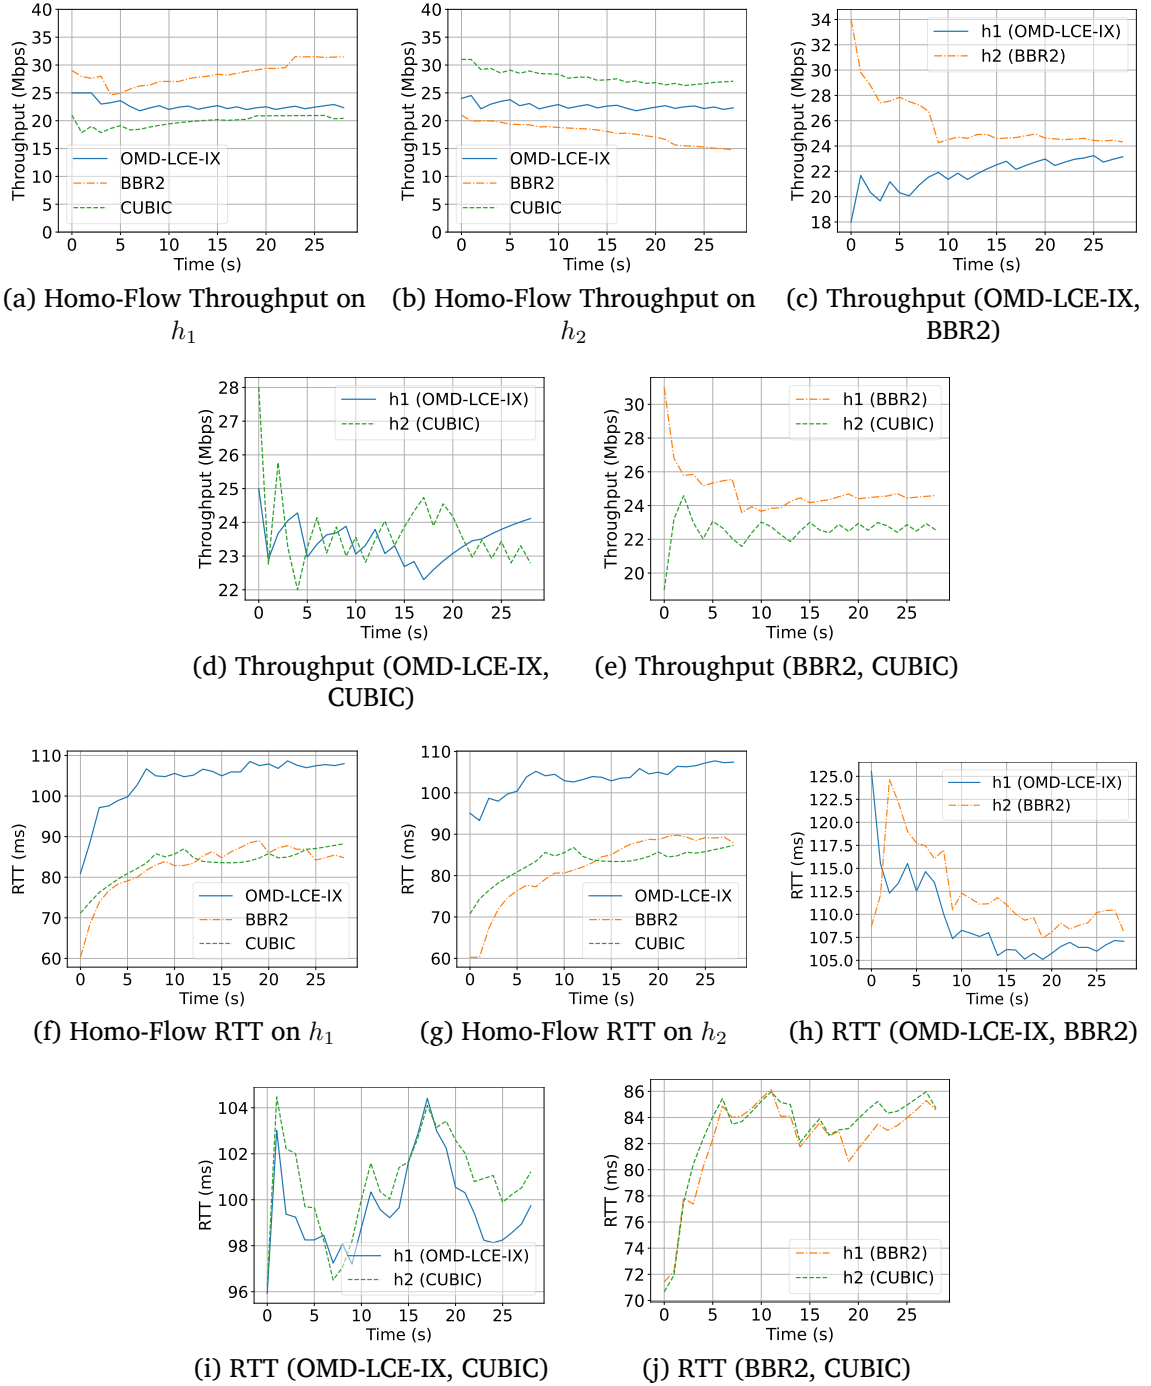 40
35
30
25
20
15
10
5
0
Throughput (Mbps)
OMD-LCE-IX
BBR2
CUBIC
0 5 10 15 20 25
Time (s)
(a) Homo-Flow Throughput on
h1
40
35
30
25
20
15
10
5
0
Throughput (Mbps)
OMD-LCE-IX
BBR2
CUBIC
0 5 10 15 20 25
Time (s)
(b) Homo-Flow Throughput on
h2
34
32
30
28
26
24
22
20
18
Throughput (Mbps)
h1 (OMD-LCE-IX)
h2 (BBR2)
0 5 10 15 20 25
Time (s)
(c) Throughput (OMD-LCE-IX,
BBR2)
28
27
26
25
24
23
22
Throughput (Mbps)
h1 (OMD-LCE-IX)
h2 (CUBIC)
0 5 10 15 20 25
Time (s)
(d) Throughput (OMD-LCE-IX,
CUBIC)
30
28
26
24
22
20
Throughput (Mbps)
h1 (BBR2)
h2 (CUBIC)
0 5 10 15 20 25
Time (s)
(e) Throughput (BBR2, CUBIC)
110
100
90
80
70
60
RTT (ms)
OMD-LCE-IX
BBR2
CUBIC
0 5 10 15 20 25
Time (s)
(f) Homo-Flow RTT on h1
110
100
90
80
70
60
RTT (ms)
OMD-LCE-IX
BBR2
CUBIC
0 5 10 15 20 25
Time (s)
(g) Homo-Flow RTT on h2
125.0
122.5
120.0
117.5
115.0
112.5
110.0
107.5
105.0
RTT (ms)
h1 (OMD-LCE-IX)
h2 (BBR2)
0 5 10 15 20 25
Time (s)
(h) RTT (OMD-LCE-IX, BBR2)
104
102
100
98
96
RTT (ms)
h1 (OMD-LCE-IX)
h2 (CUBIC)
0 5 10 15 20 25
Time (s)
(i) RTT (OMD-LCE-IX, CUBIC)
86
84
82
80
78
76
74
72
70
RTT (ms)
h1 (BBR2)
h2 (CUBIC)
0 5 10 15 20 25
Time (s)
(j) RTT (BBR2, CUBIC)